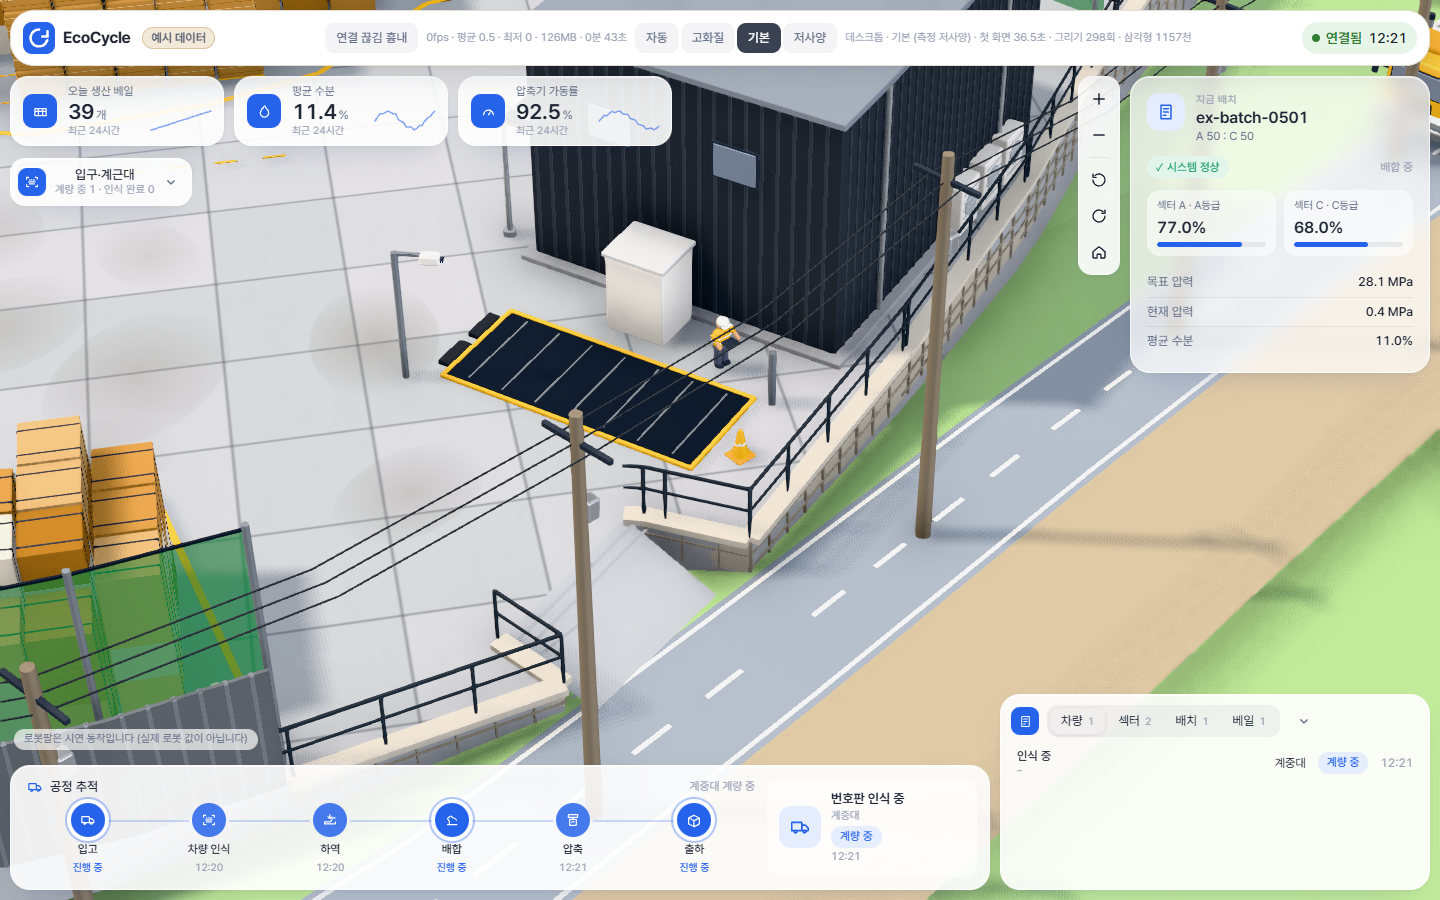 EcoCycle
예시 데이터
연결 끊김 흉내
0fps · 평균 0.5 · 최저 0 · 126MB · 0분 43초
자동
고화질
기본
저사양
데스크톱 · 기본 (측정 저사양) · 첫 화면 36.5초 · 그리기 298회 · 삼각형 1157천
연결됨 12:21
오늘 생산 베일
39개
최근 24시간
평균 수분
11.4%
최근 24시간
압축기 가동률
92.5%
최근 24시간
입구·계근대
계량 중 1 · 인식 완료 0
지금 배치
ex-batch-0501
A 50 : C 50
✓ 시스템 정상
배합 중
섹터 A · A등급
77.0%
섹터 C · C등급
68.0%
목표 압력 28.1 MPa
현재 압력 0.4 MPa
평균 수분 11.0%
로봇팔은 시연 동작입니다 (실제 로봇 값이 아닙니다)
공정 추적
계중대 계량 중
입고
진행 중
차량 인식
12:20
하역
12:20
배합
진행 중
압축
12:21
출하
진행 중
번호판 인식 중
계중대
계량 중
12:21
차량 1
섹터 2
배치 1
베일 1
인식 중
–
계중대
계량 중
12:21